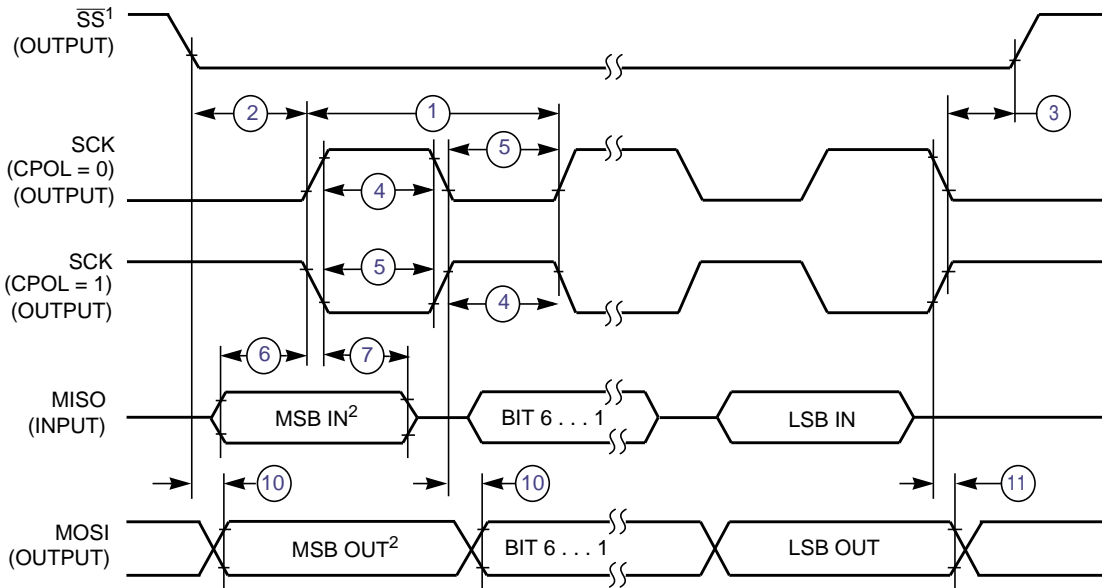 SS¹
(OUTPUT)
2
1
3
SCK
(CPOL = 0)
(OUTPUT)
5
4
SCK
(CPOL = 1)
(OUTPUT)
5
4
6
7
MISO
(INPUT)
MSB IN²
BIT 6 . . . 1
LSB IN
10
10
11
MOSI
(OUTPUT)
MSB OUT²
BIT 6 . . . 1
LSB OUT